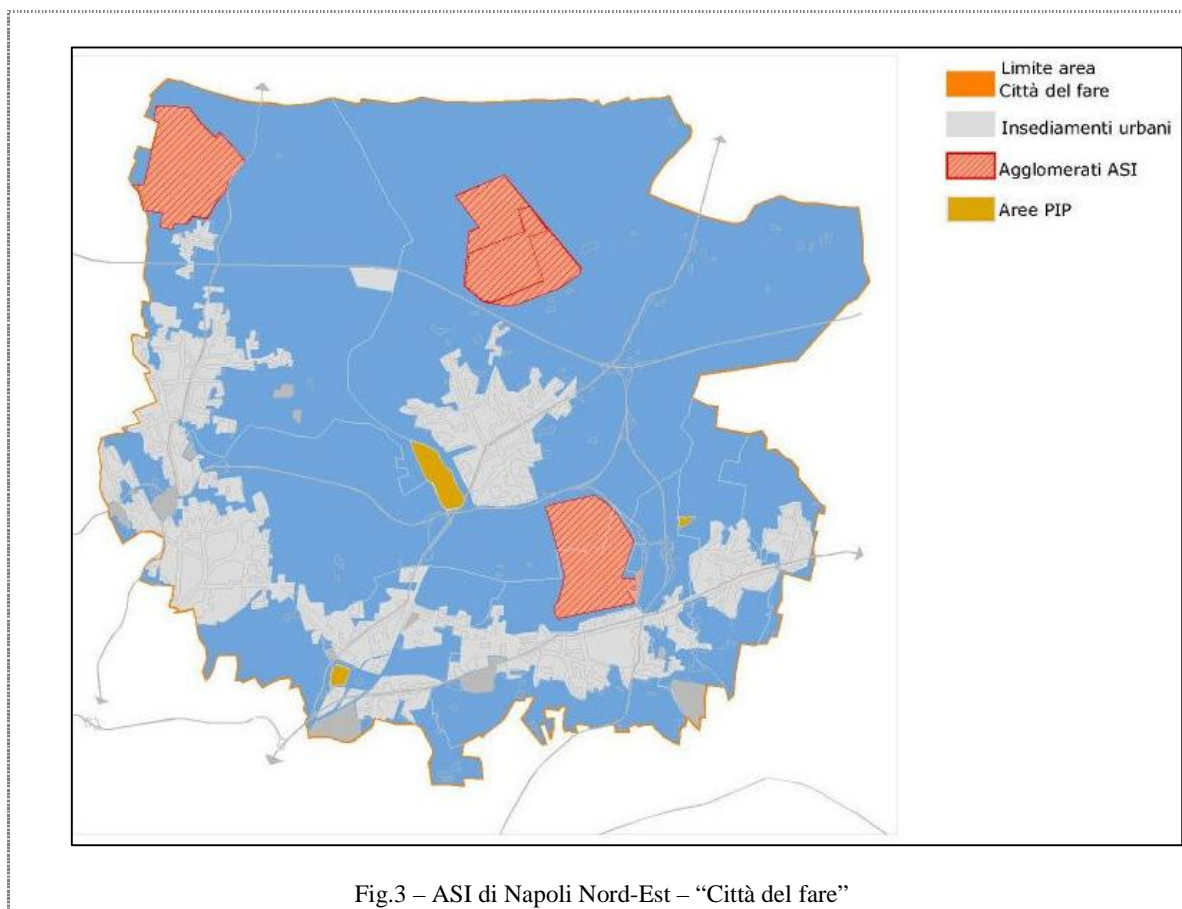 Limite area
Città del fare
Insediamenti urbani
Agglomerati ASI
Aree PIP
Fig.3 – ASI di Napoli Nord-Est – “Città del fare”